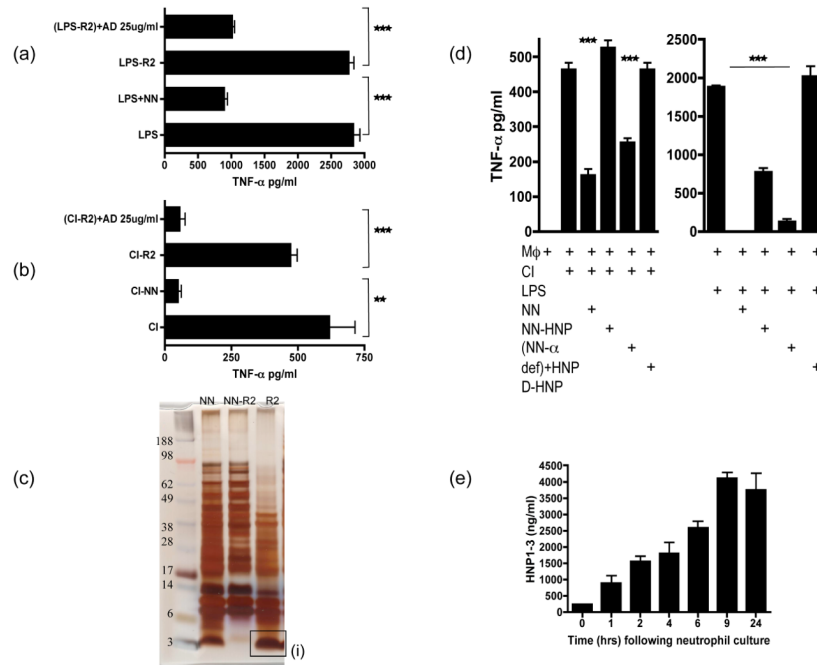 (a)
(LPS-R2)+AD 25ug/ml
LPS-R2
LPS+NN
LPS
***
***
0 500 1000 1500 2000 2500 3000
TNF-α pg/ml
(b)
(CI-R2)+AD 25ug/ml
CI-R2
CI-NN
CI
***
**
0 250 500 750
TNF-α pg/ml
(c)
NN NN-R2 R2
188
98
62
49
38
28
17
14
6
3
(i)
(d)
TNF-α pg/ml
500
400
300
200
100
0
*** ***
2500
2000
1500
1000
500
0
***
Mϕ + + + + + + + + + + +
CI + + + + +
LPS + + + + +
NN + +
NN-HNP + +
(NN-α + +
def)+HNP + +
D-HNP
(e)
HNP1-3 (ng/ml)
4500
4000
3500
3000
2500
2000
1500
1000
500
0
0 1 2 4 6 9 24
Time (hrs) following neutrophil culture